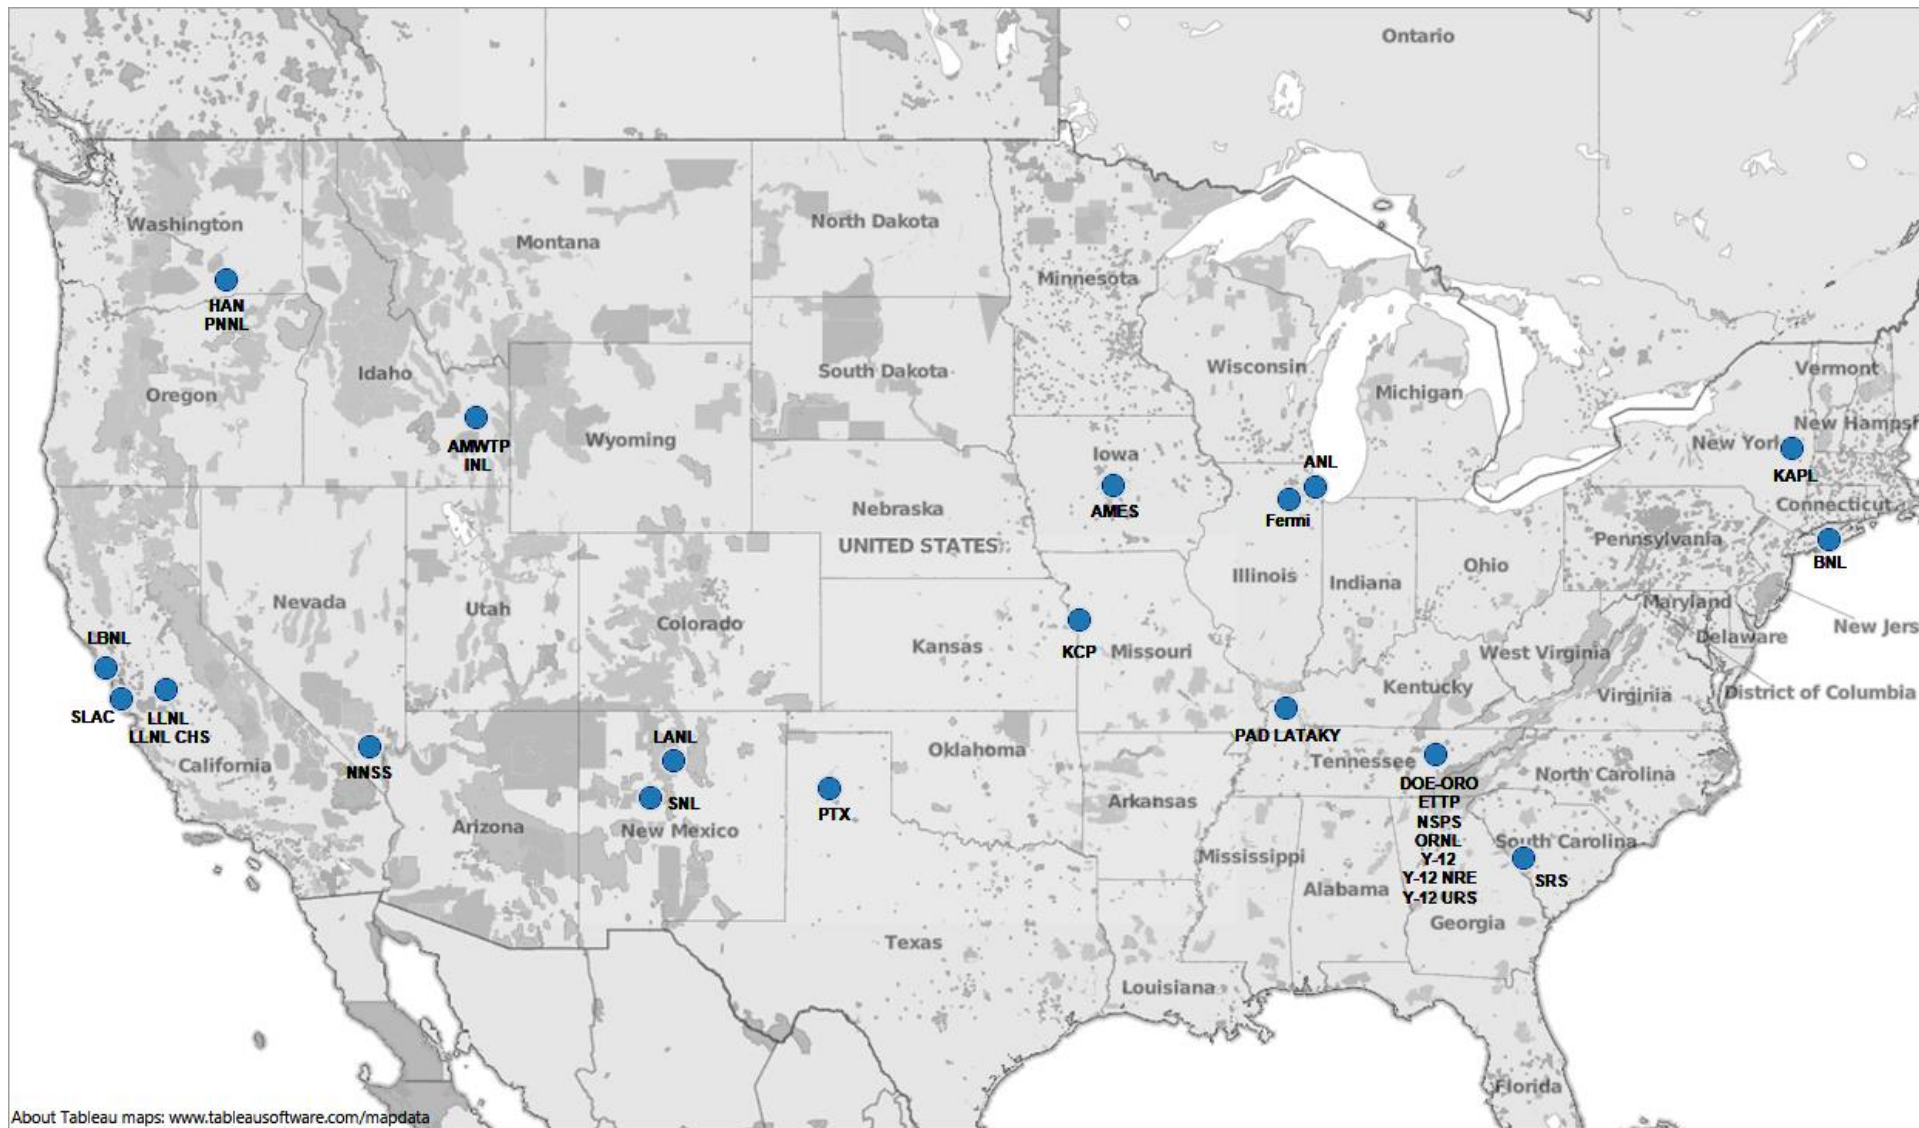 Ontario
Washington
Montana
North Dakota
Minnesota
HAN
PNNL
Oregon
Idaho
South Dakota
Wisconsin
Michigan
Vermont
New Hampsh
AMWTP
INL
Wyoming
Iowa
AMES
ANL
Fermi
New York
KAPL
Connecticut
Nebraska
UNITED STATES
Pennsylvania
BNL
Nevada
Utah
Colorado
Kansas
KCP
Missouri
Illinois
Indiana
Ohio
Maryland
Delaware
New Jers
West Virginia
Virginia
District of Columbia
Kentucky
LBNL
SLAC
LLNL
LLNL CHS
California
NNSS
LANL
SNL
New Mexico
Arizona
PTX
Oklahoma
PAD LATAKY
Tennessee
North Carolina
Arkansas
DOE-ORO
ETTP
NSPS
ORNL
Y-12
Y-12 NRE
Y-12 URS
South Carolina
SRS
Mississippi
Alabama
Georgia
Texas
Louisiana
Florida
About Tableau maps: www.tableausoftware.com/mapdata